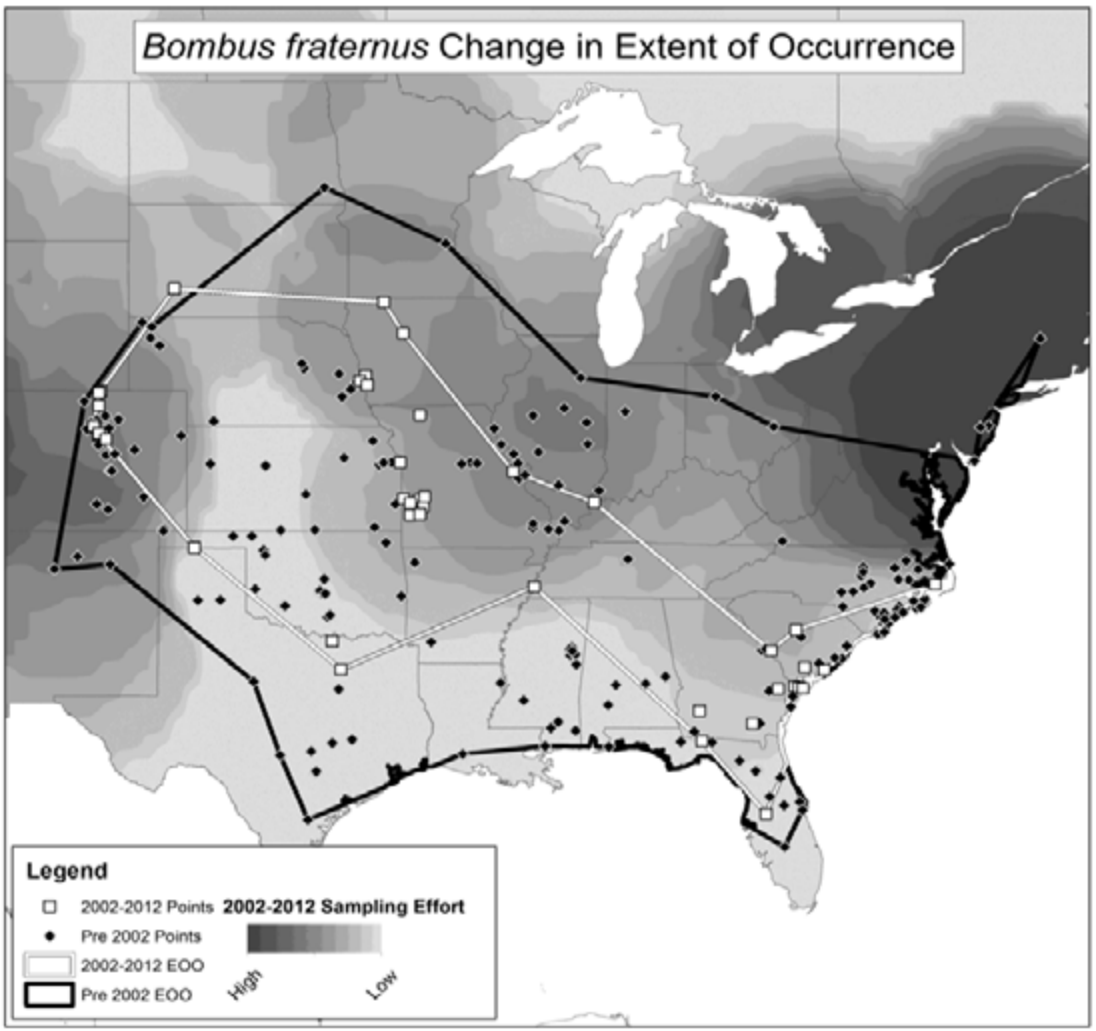 Bombus fraternus Change in Extent of Occurrence
Legend
2002-2012 Points
Pre 2002 Points
2002-2012 EOO
Pre 2002 EOO
2002-2012 Sampling Effort
High
Low